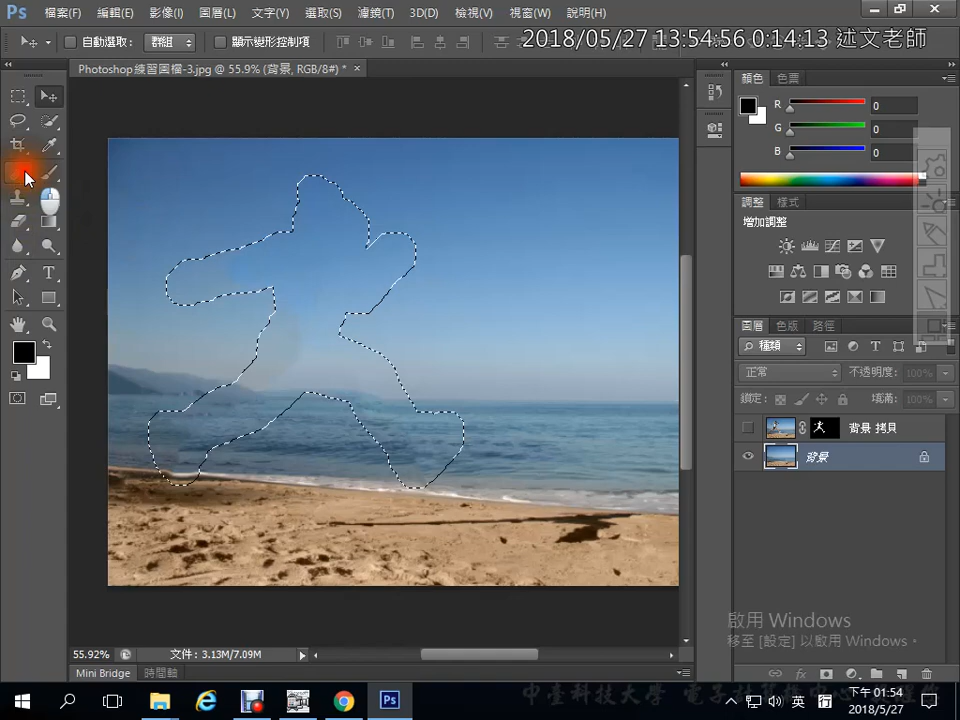 Ps 檔案(F) 編輯(E) 影像(I) 圖層(L) 文字(Y) 選取(S) 濾鏡(T) 3D(D) 檢視(V) 視窗(W) 說明(H)
自動選取： 群組 顯示變形控制項
2018/05/27 13:54:56 0:14:13 述文老師
Photoshop練習圖檔-3.jpg @ 55.9% (背景, RGB/8#) * ×
顏色 色票
R 0
G 0
B 0
調整 樣式
增加調整
圖層 色版 路徑
種類
正常 不透明度： 100%
鎖定： 填滿： 100%
背景 拷貝
背景
啟用 Windows
移至 [設定] 以啟用 Windows。
55.92% 文件：3.13M/7.09M
Mini Bridge 時間軸
中臺科技大學 電子計算機中心
英 下午 01:54
2018/5/27